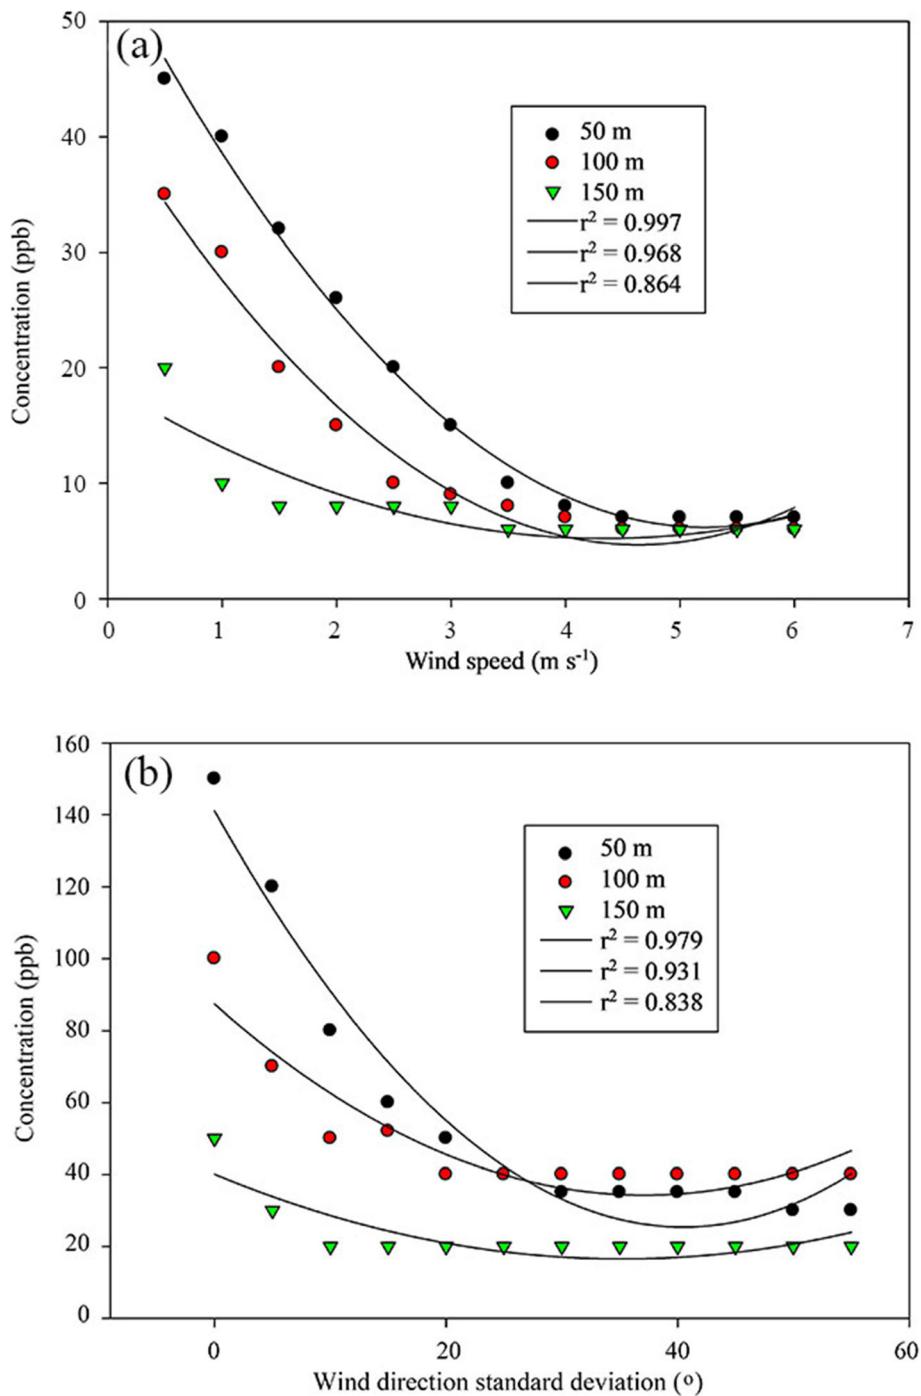 (a)
50
40
30
20
10
0
Concentration (ppb)
50 m
100 m
150 m
r² = 0.997
r² = 0.968
r² = 0.864
0 1 2 3 4 5 6 7
Wind speed (m s⁻¹)
(b)
160
140
120
100
80
60
40
20
0
Concentration (ppb)
50 m
100 m
150 m
r² = 0.979
r² = 0.931
r² = 0.838
0 20 40 60
Wind direction standard deviation (º)